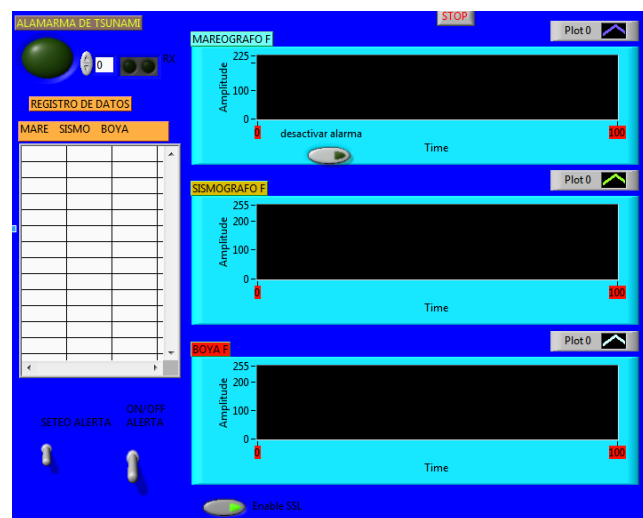 ALAMARMA DE TSUNAMI
0
RX
REGISTRO DE DATOS
MARE SISMO BOYA
SETEO ALERTA
ON/OFF
ALERTA
STOP
MAREOGRAFO F
Plot 0
225
100
0
Amplitude
0
100
desactivar alarma
Time
SISMOGRAFO F
Plot 0
255
200
100
0
Amplitude
0
100
Time
BOYA F
Plot 0
255
200
100
0
Amplitude
0
100
Time
Enable SSL